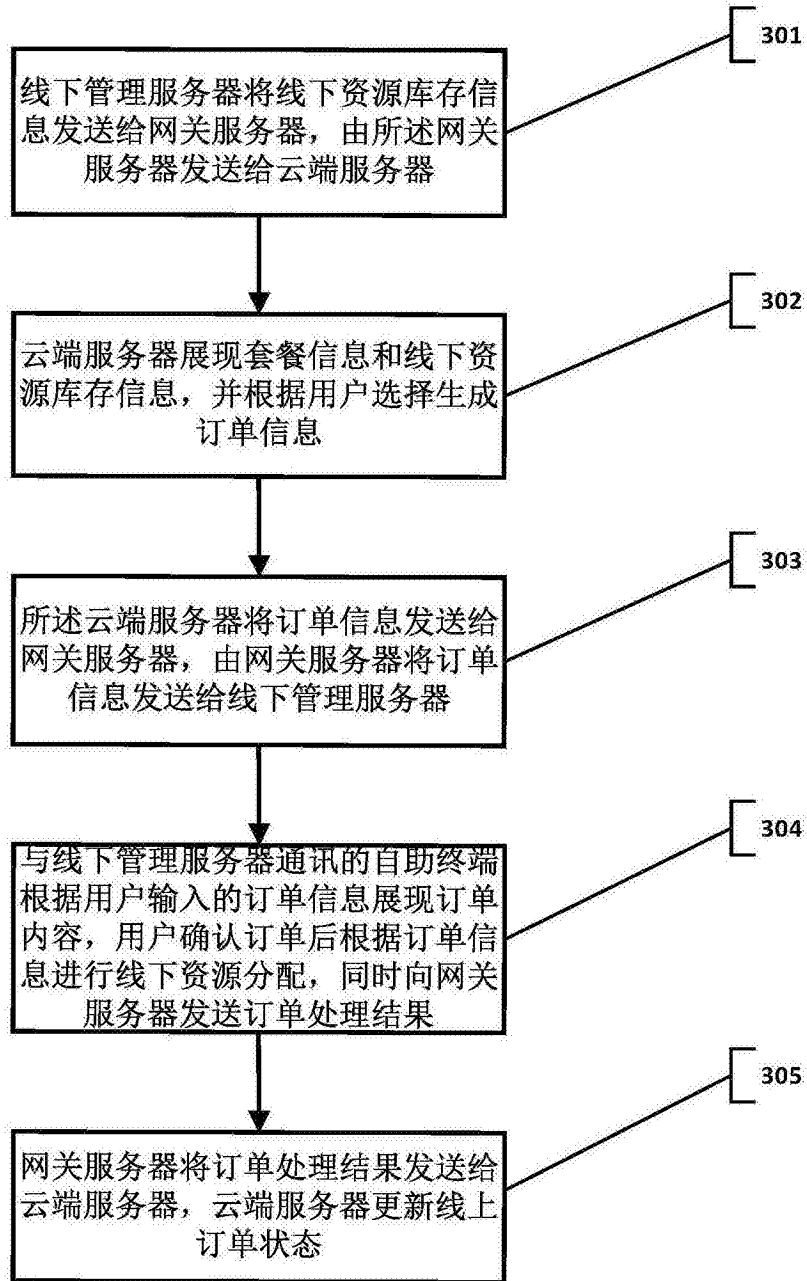 301
线下管理服务器将线下资源库存信
息发送给网关服务器，由所述网关
服务器发送给云端服务器
302
云端服务器展现套餐信息和线下资
源库存信息，并根据用户选择生成
订单信息
303
所述云端服务器将订单信息发送给
网关服务器，由网关服务器将订单
信息发送给线下管理服务器
304
与线下管理服务器通讯的自助终端
根据用户输入的订单信息展现订单
内容，用户确认订单后根据订单信
息进行线下资源分配，同时向网关
服务器发送订单处理结果
305
网关服务器将订单处理结果发送给
云端服务器，云端服务器更新线上
订单状态